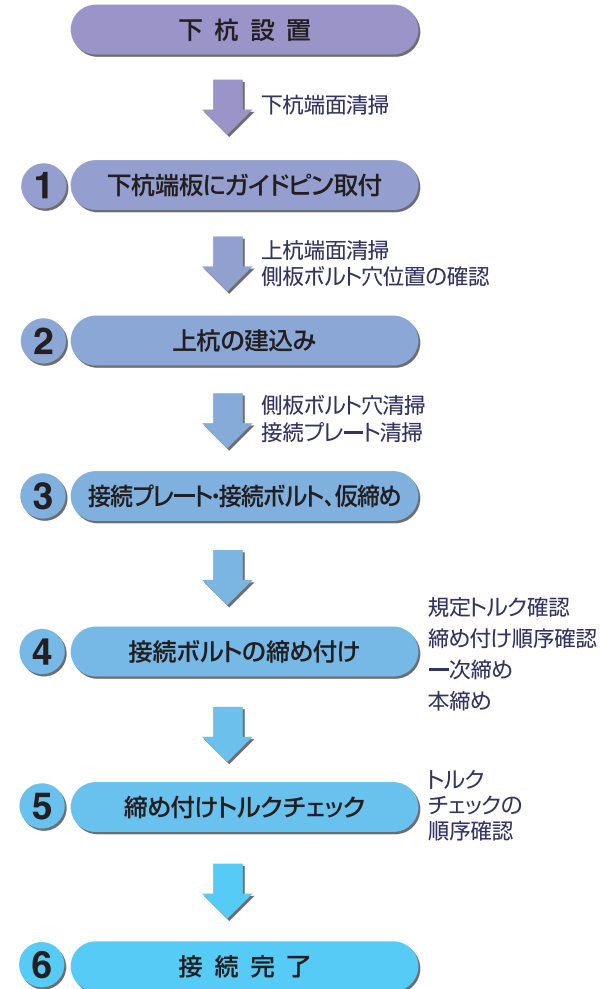 下杭設置
下杭端面清掃
1 下杭端板にガイドピン取付
上杭端面清掃
側板ボルト穴位置の確認
2 上杭の建込み
側板ボルト穴清掃
接続プレート清掃
3 接続プレート・接続ボルト、仮締め
4 接続ボルトの締め付け
規定トルク確認
締め付け順序確認
一次締め
本締め
5 締め付けトルクチェック
トルク
チェックの
順序確認
6 接続完了